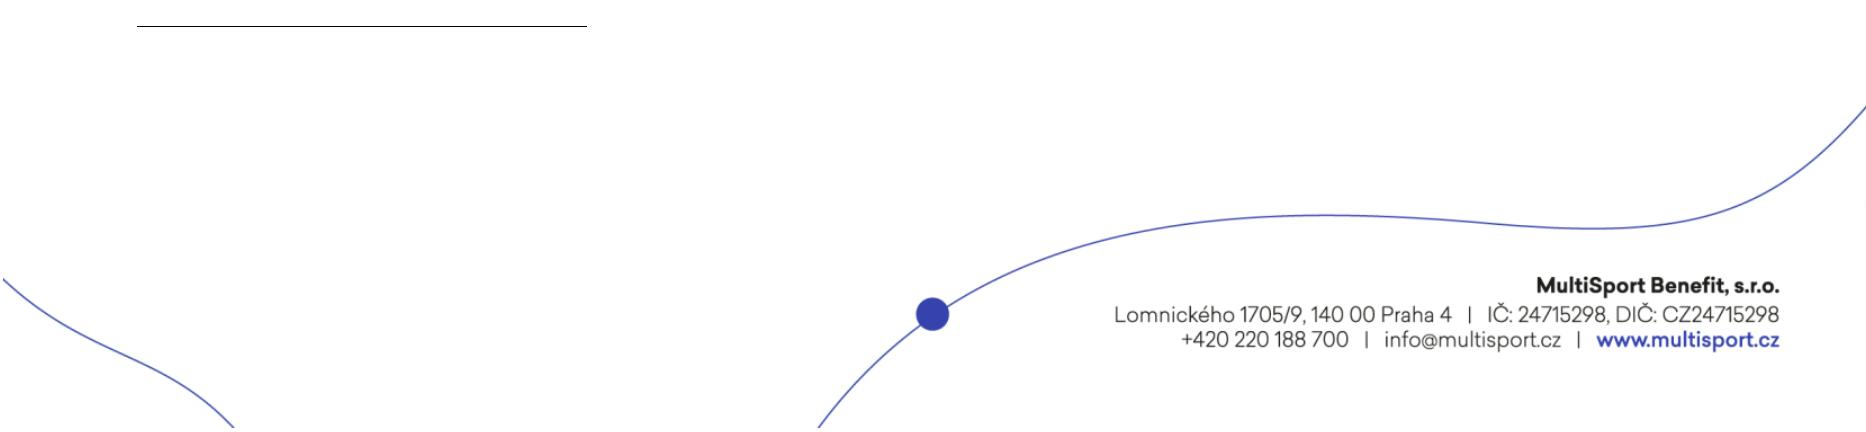 MultiSport Benefit, s.r.o.
Lomnického 1705/9, 140 00 Praha 4 | IČ: 24715298, DIČ: CZ24715298
+420 220 188 700 | info@multisport.cz | www.multisport.cz